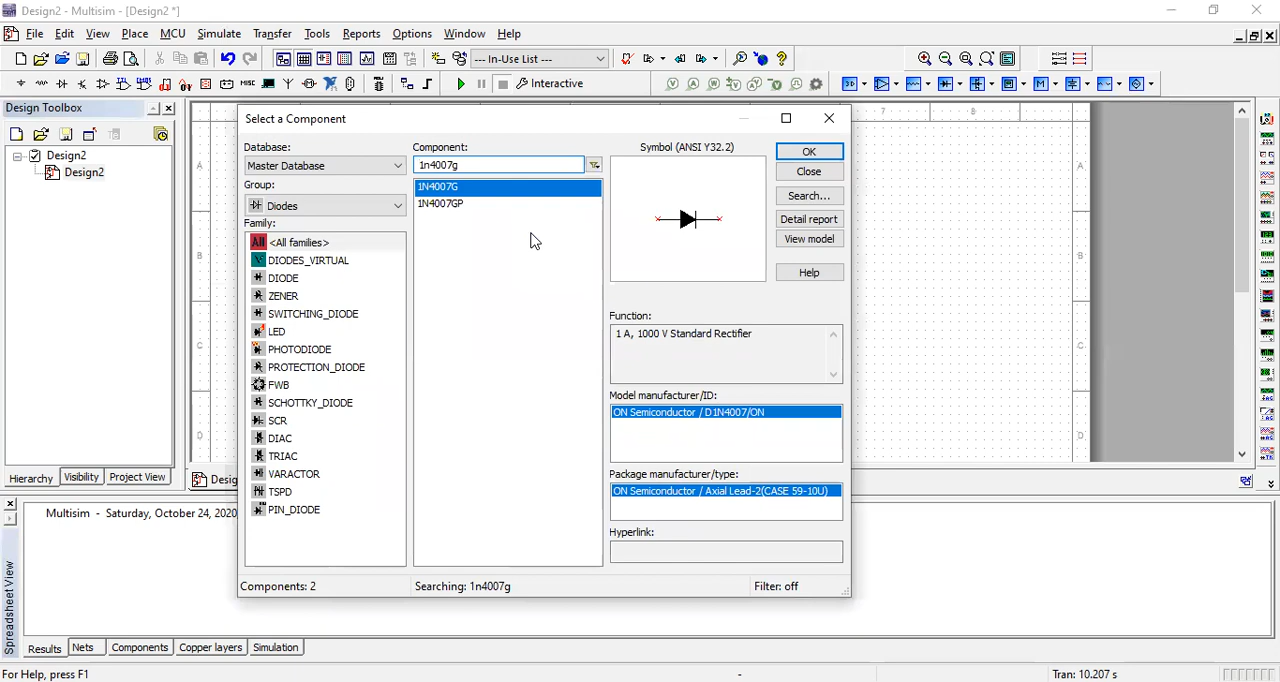 Design2 - Multisim - [Design2 *]
File Edit View Place MCU Simulate Transfer Tools Reports Options Window Help
--- In-Use List ---
Interactive
Design Toolbox
Select a Component
7 8
Database: Component: Symbol (ANSI Y32.2)
Master Database 1n4007g OK
Close
Design2
Design2
Group:
Diodes
1N4007G
1N4007GP
Search...
Detail report
View model
Help
Family:
All <All families>
DIODES_VIRTUAL
DIODE
ZENER
SWITCHING_DIODE
LED
PHOTODIODE
PROTECTION_DIODE
FWB
SCHOTTKY_DIODE
SCR
DIAC
TRIAC
VARACTOR
TSPD
PIN_DIODE
Function:
1 A, 1000 V Standard Rectifier
Model manufacturer/ID:
ON Semiconductor / D1N4007/ON
Package manufacturer/type:
ON Semiconductor / Axial Lead-2(CASE 59-10U)
Hyperlink:
Components: 2 Searching: 1n4007g Filter: off
A A
B B
C C
D D
Hierarchy Visibility Project View
Desig
Multisim - Saturday, October 24, 2020
Spreadsheet View
Results Nets Components Copper layers Simulation
For Help, press F1 - Tran: 10.207 s